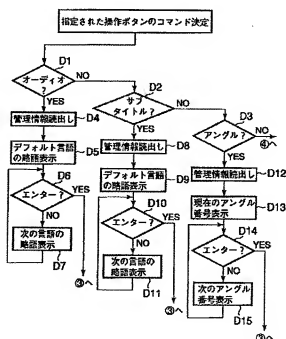 指定された操作ボタンのコマンド決定
D1
オーディオ
?
NO
YES
D2
サブ
タイトル?
NO
YES
D3
アングル?
NO
④へ
YES
管理情報読出し
D4
デフォルト言語
の略語表示
D5
D6
エンター?
YES
NO
次の言語の
略語表示
D7
③へ
管理情報読出し
D8
デフォルト言語
の略語表示
D9
D10
エンター?
YES
NO
次の言語の
略語表示
D11
③へ
管理情報読出し
D12
現在のアングル
番号表示
D13
D14
エンター?
YES
NO
次のアングル
番号表示
D15
③へ